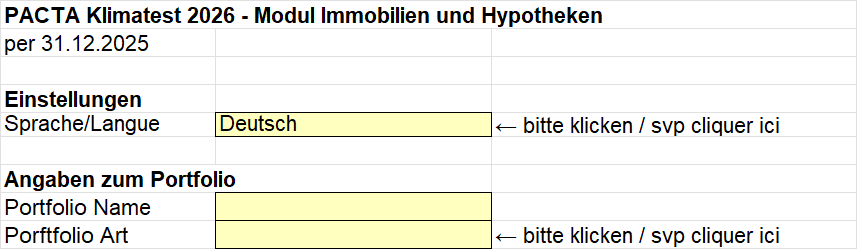 PACTA Klimatest 2026 - Modul Immobilien und Hypotheken
per 31.12.2025
Einstellungen
Sprache/Langue Deutsch ← bitte klicken / svp cliquer ici
Angaben zum Portfolio
Portfolio Name
Porftfolio Art ← bitte klicken / svp cliquer ici